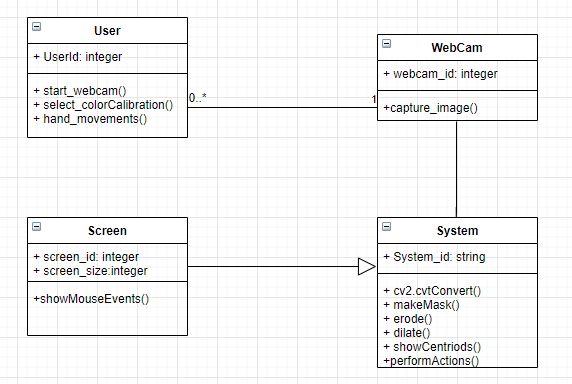 User
+ UserId: integer
+ start_webcam()
+ select_colorCalibration()
+ hand_movements()
0..*
1
WebCam
+ webcam_id: integer
+capture_image()
Screen
+ screen_id: integer
+ screen_size:integer
+showMouseEvents()
System
+ System_id: string
+ cv2.cvtConvert()
+ makeMask()
+ erode()
+ dilate()
+ showCentriods()
+performActions()